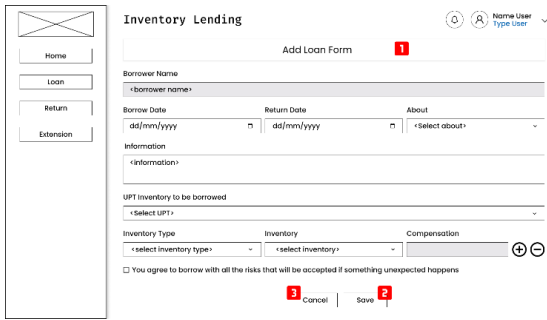 Inventory Lending
Name User
Type User
Home
Loan
Return
Extension
Add Loan Form 1
Borrower Name
<borrower name>
Borrow Date Return Date About
dd/mm/yyyy dd/mm/yyyy <Select about>
Information
<information>
UPT Inventory to be borrowed
<Select UPT>
Inventory Type Inventory Compensation
<select inventory type> <select inventory>
You agree to borrow with all the risks that will be accepted if something unexpected happens
3 Cancel Save 2